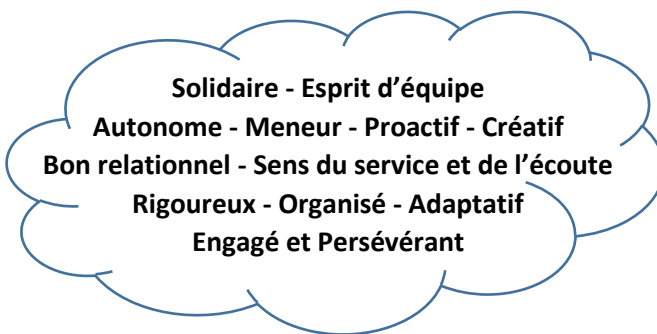 Solidaire - Esprit d’équipe
Autonome - Meneur - Proactif - Créatif
Bon relationnel - Sens du service et de l’écoute
Rigoureux - Organisé - Adaptatif
Engagé et Persévérant